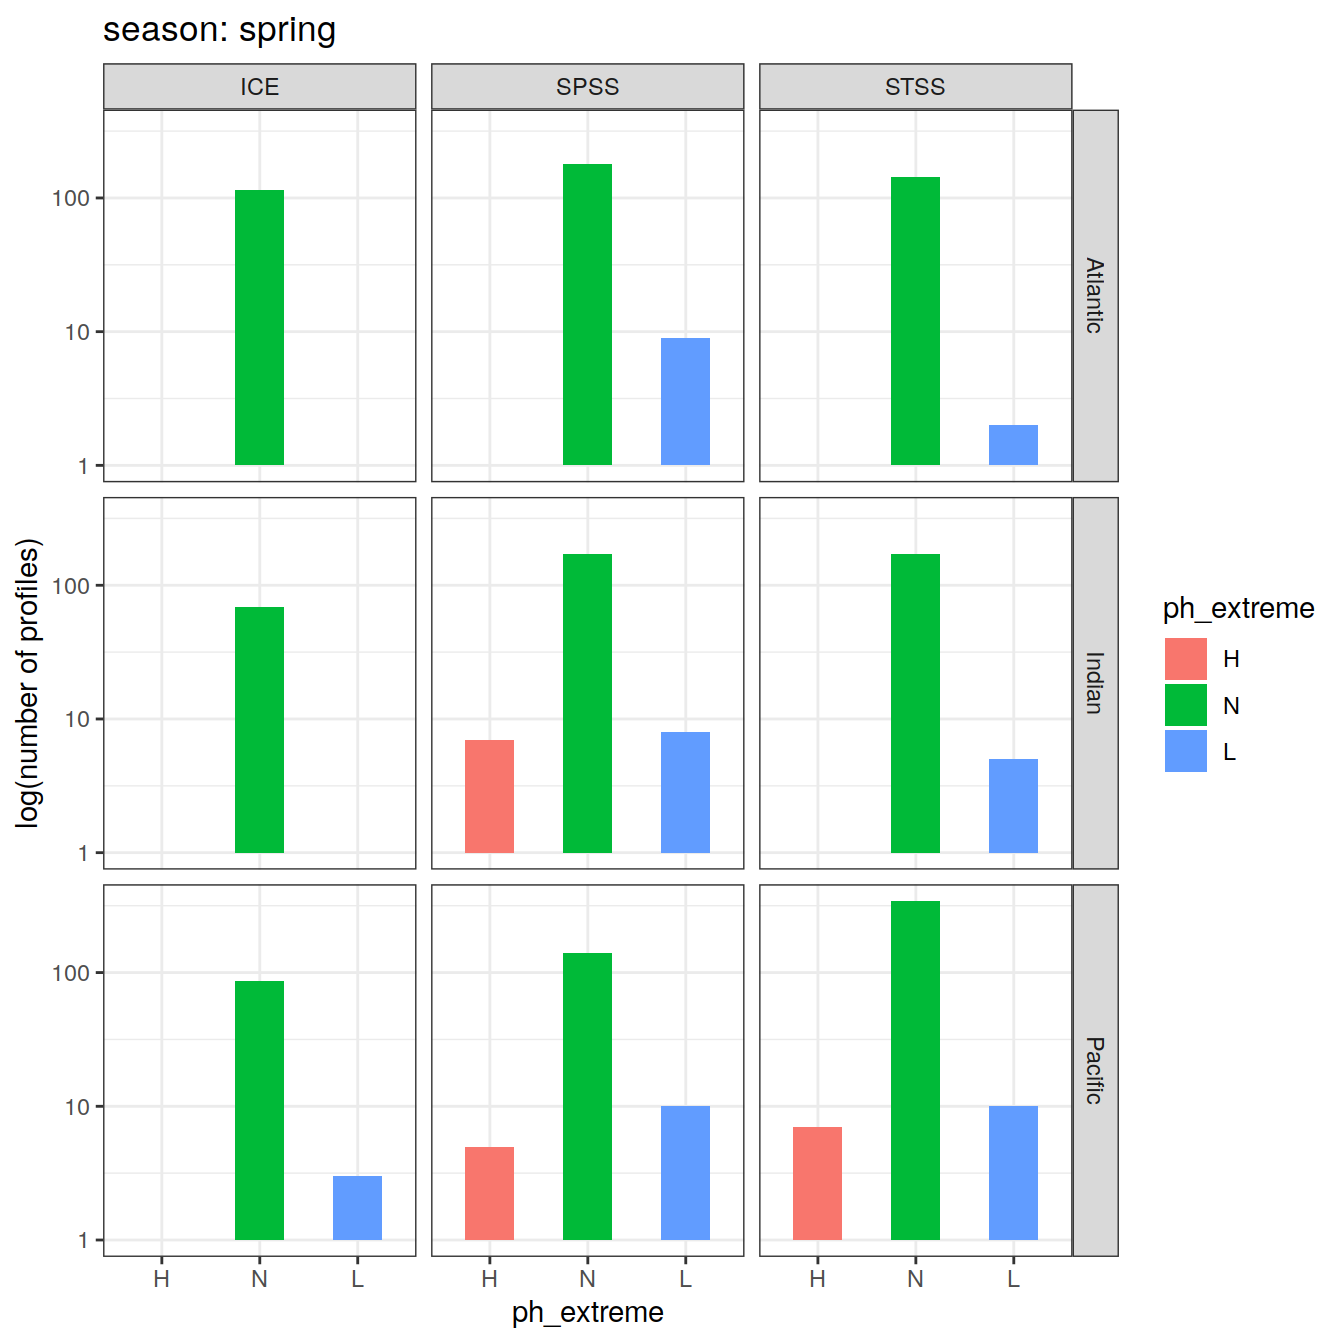 season: spring
ICE SPSS STSS
100
10
1
Atlantic
log(number of profiles)
100
10
1
Indian
ph_extreme
H
N
L
100
10
1
Pacific
H N L H N L H N L
ph_extreme